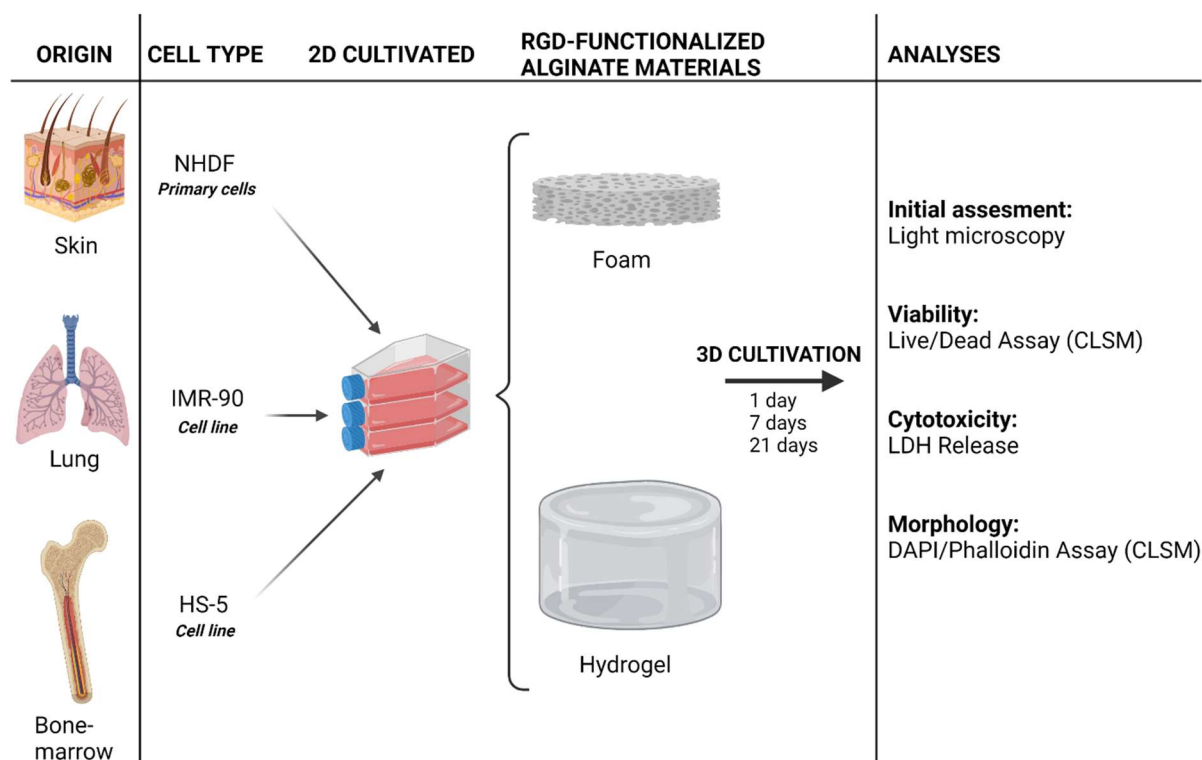 ORIGIN
CELL TYPE
2D CULTIVATED
RGD-FUNCTIONALIZED
ALGINATE MATERIALS
ANALYSES
Skin
NHDF
Primary cells
Lung
IMR-90
Cell line
Bone-
marrow
HS-5
Cell line
Foam
Hydrogel
3D CULTIVATION
1 day
7 days
21 days
Initial assesment:
Light microscopy
Viability:
Live/Dead Assay (CLSM)
Cytotoxicity:
LDH Release
Morphology:
DAPI/Phalloidin Assay (CLSM)